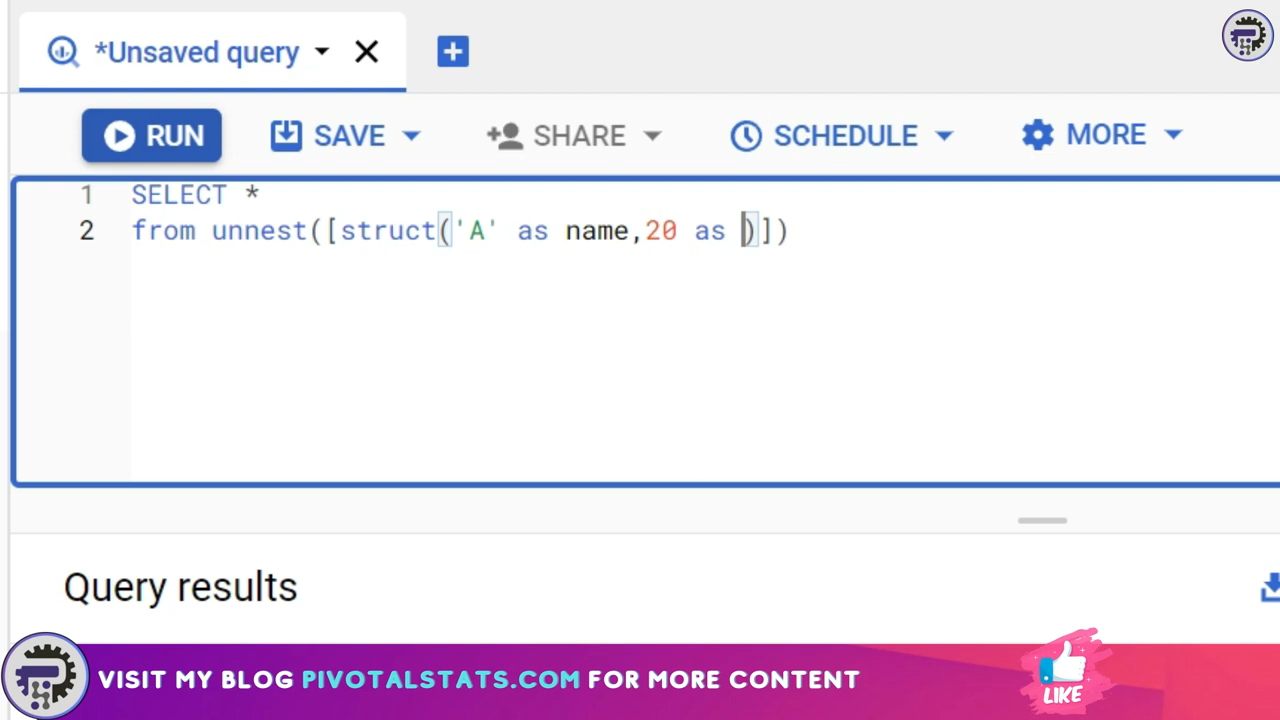 *Unsaved query
RUN SAVE SHARE SCHEDULE MORE
1 SELECT *
2 from unnest([struct('A' as name,20 as )])
Query results
VISIT MY BLOG PIVOTALSTATS.COM FOR MORE CONTENT
LIKE